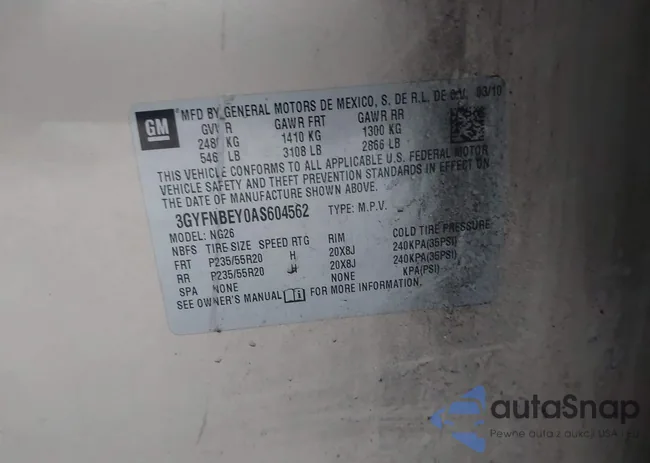 GM
® MFD BY GENERAL MOTORS DE MEXICO, S. DE R.L. DE C.V. 03/10
GVWR GAWR FRT GAWR RR
KG 1410 KG 1300 KG
LB 3108 LB 2866 LB
THIS VEHICLE CONFORMS TO ALL APPLICABLE U.S. FEDERAL MOTOR
VEHICLE SAFETY AND THEFT PREVENTION STANDARDS IN EFFECT ON
THE DATE OF MANUFACTURE SHOWN ABOVE.
3GYFNBEY0AS604562 TYPE: M.P.V.
MODEL: NG26
NBFS TIRE SIZE SPEED RTG RIM COLD TIRE PRESSURE
FRT P235/55R20 H 20X8J 240KPA(35PSI)
RR P235/55R20 H 20X8J 240KPA(35PSI)
SPA NONE NONE KPA(PSI)
SEE OWNER'S MANUAL FOR MORE INFORMATION.
autaSnap
Pewne auta z aukcji USA